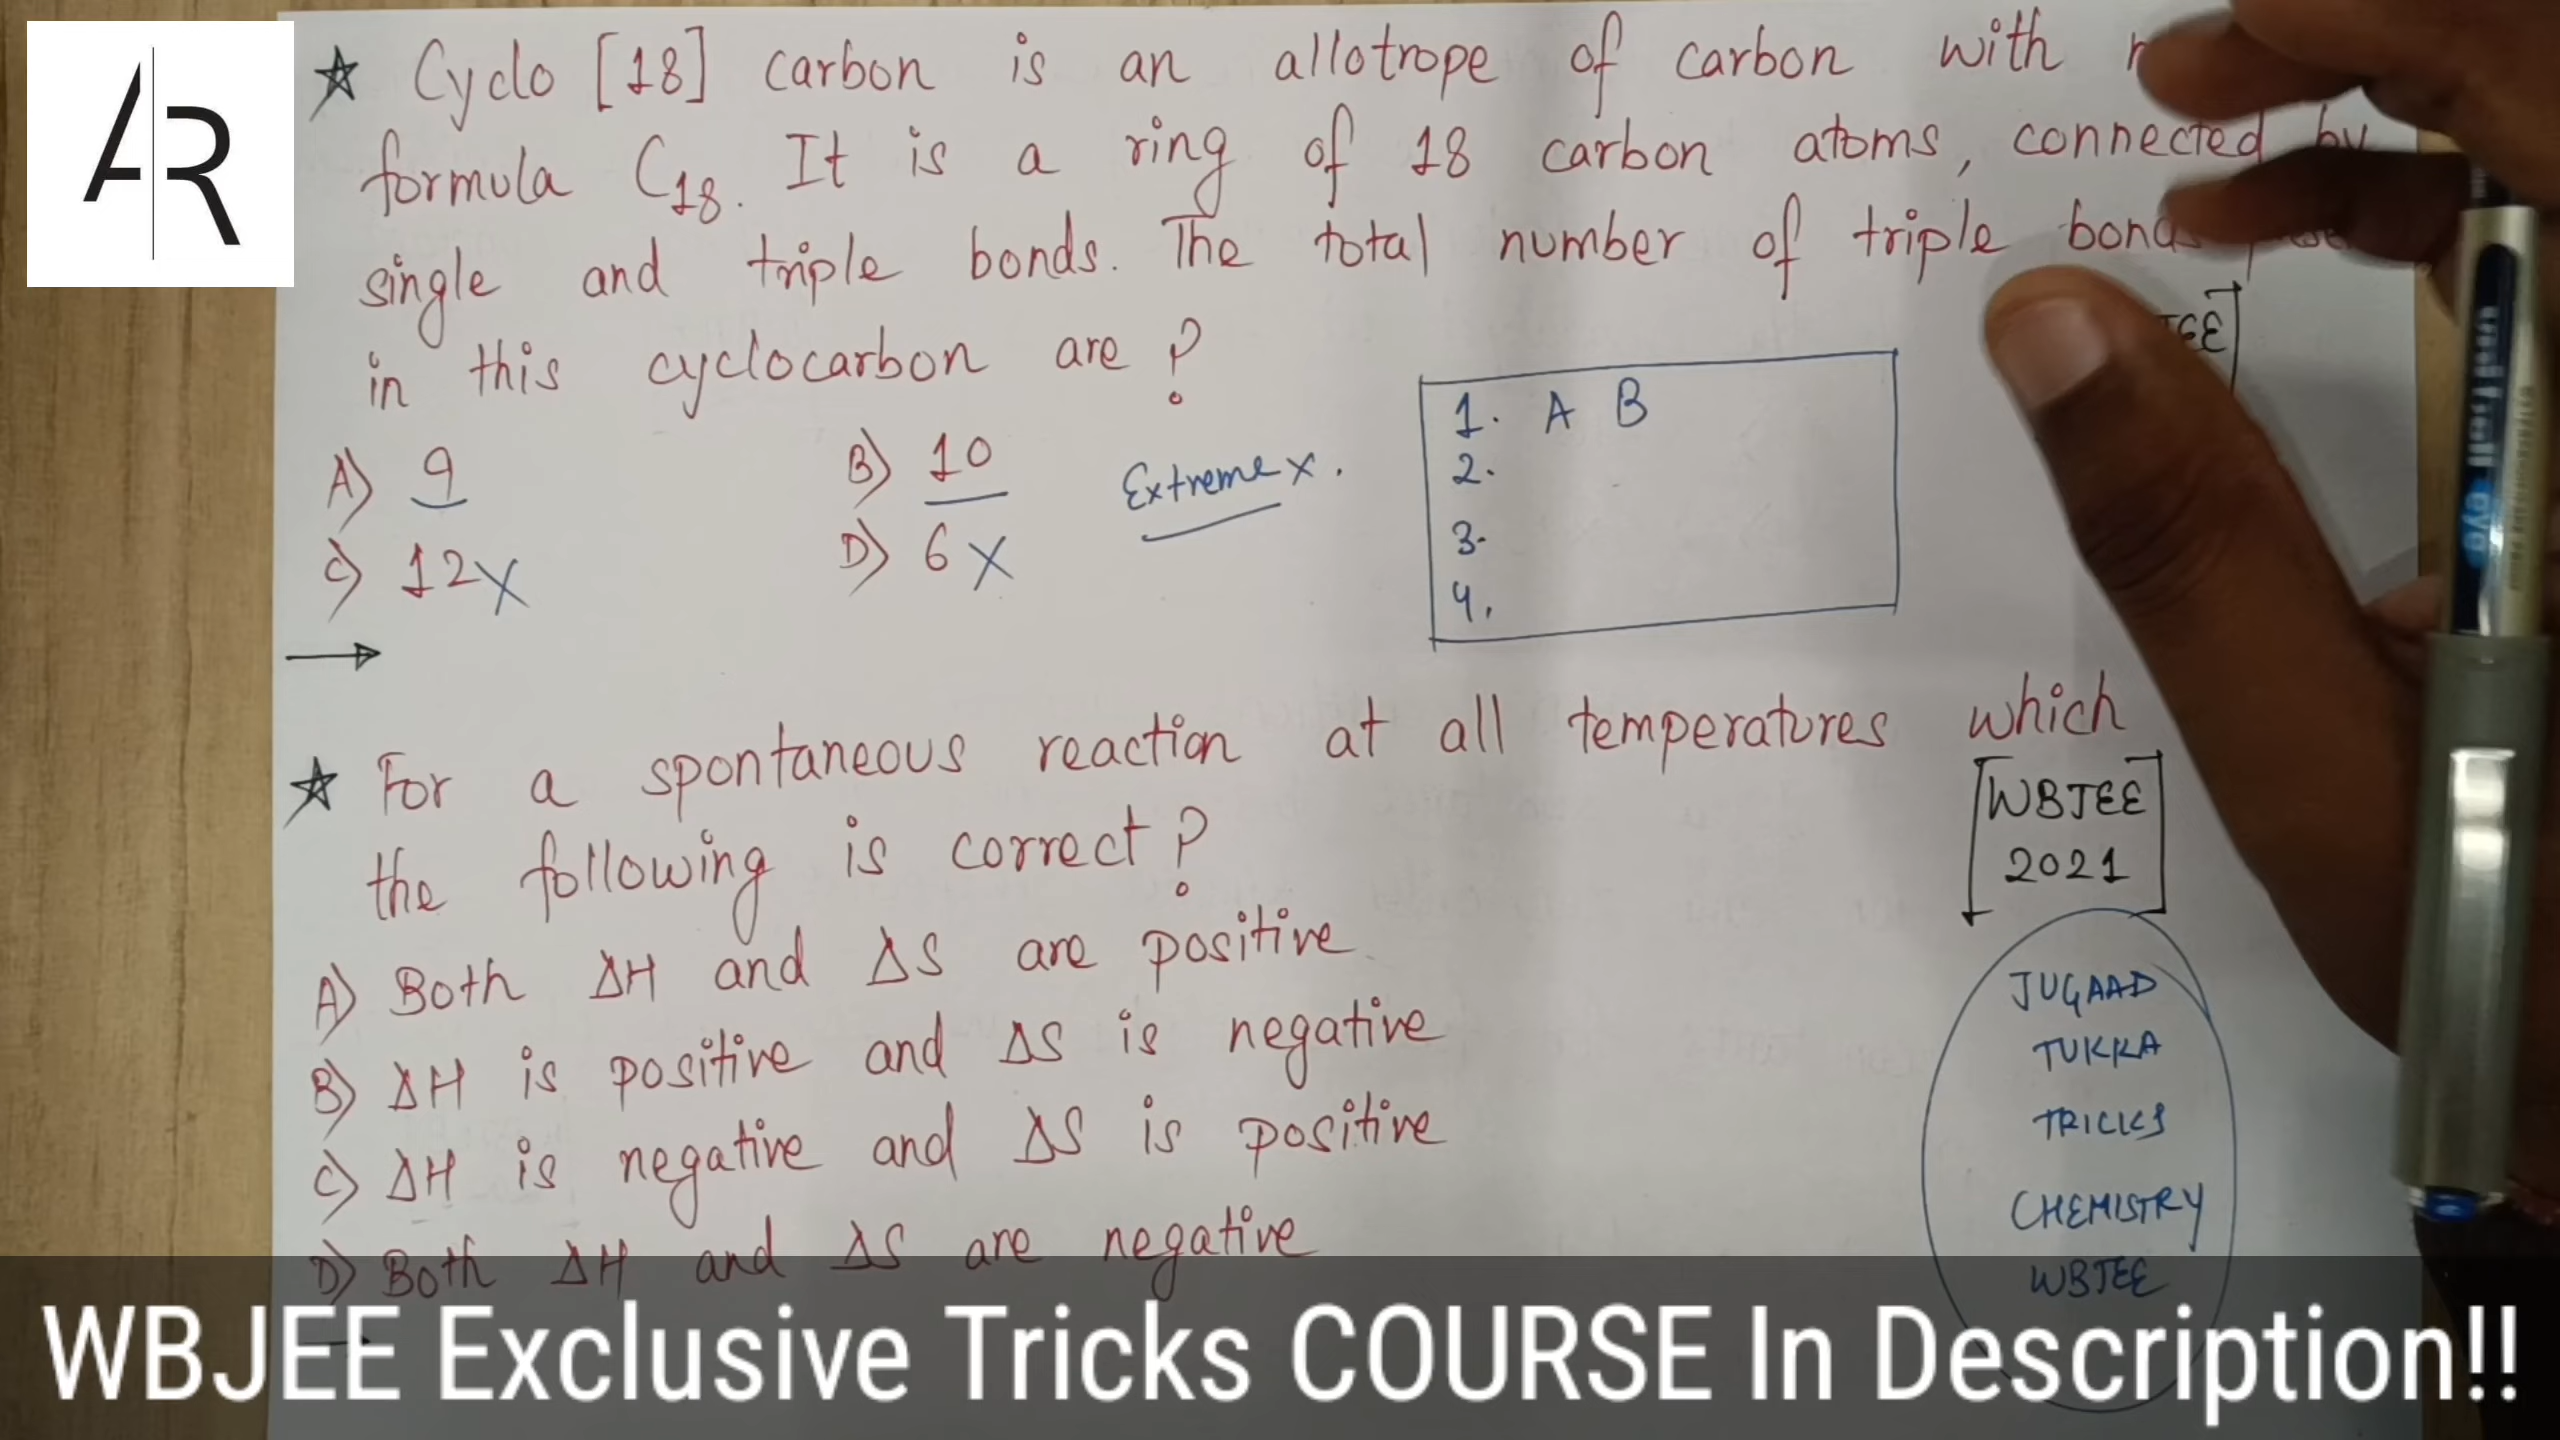 AR
Cyclo [18] carbon is an allotrope of carbon with
formula C18. It is a ring of 18 carbon atoms, connected by
single and triple bonds. The total number of triple bonds
in this cyclocarbon are ?
A) 9 B) 10 Extreme x.
C) 12 X D) 6 X
1. A B
2.
3.
4.
For a spontaneous reaction at all temperatures which
the following is correct ?
[WBJEE
2021]
A) Both ΔH and ΔS are positive
B) ΔH is positive and ΔS is negative
C) ΔH is negative and ΔS is positive
D) Both ΔH and ΔS are negative
JUGAAD
TUKKA
TRICKS
CHEMISTRY
WBJEE
WBJEE Exclusive Tricks COURSE In Description!!